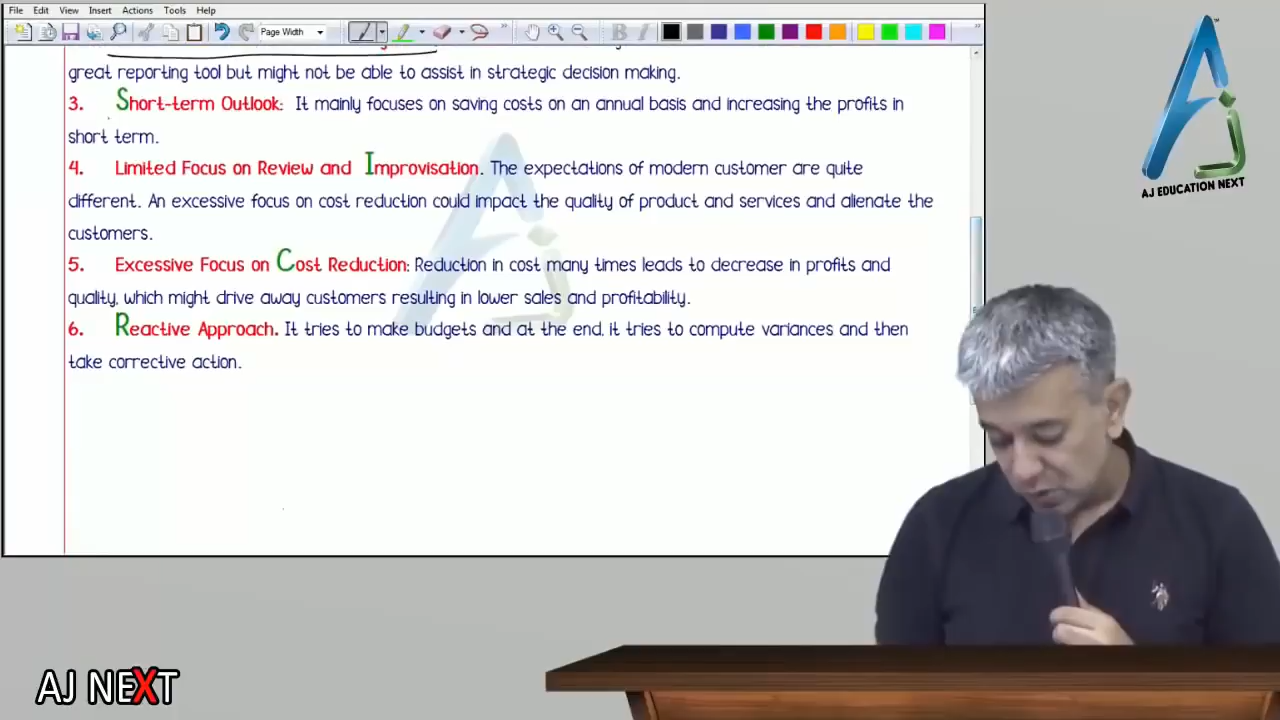 File Edit View Insert Actions Tools Help
Page Width
great reporting tool but might not be able to assist in strategic decision making.
3. Short-term Outlook: It mainly focuses on saving costs on an annual basis and increasing the profits in
short term.
4. Limited Focus on Review and Improvisation. The expectations of modern customer are quite
different. An excessive focus on cost reduction could impact the quality of product and services and alienate the
customers.
5. Excessive Focus on Cost Reduction: Reduction in cost many times leads to decrease in profits and
quality, which might drive away customers resulting in lower sales and profitability.
6. Reactive Approach. It tries to make budgets and at the end, it tries to compute variances and then
take corrective action.
AJ EDUCATION NEXT
AJ NEXT